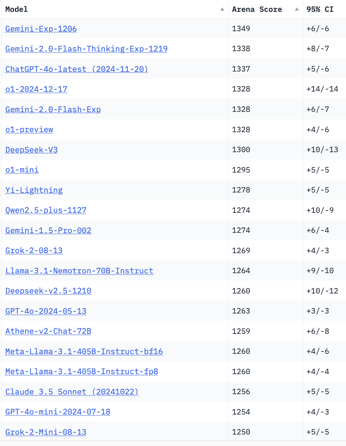 Model Arena Score 95% CI
Gemini-Exp-1206 1349 +6/-6
Gemini-2.0-Flash-Thinking-Exp-1219 1338 +8/-7
ChatGPT-4o-latest (2024-11-20) 1337 +5/-6
o1-2024-12-17 1328 +14/-14
Gemini-2.0-Flash-Exp 1328 +6/-7
o1-preview 1328 +4/-6
DeepSeek-V3 1300 +10/-13
o1-mini 1295 +5/-5
Yi-Lightning 1278 +5/-5
Qwen2.5-plus-1127 1274 +10/-9
Gemini-1.5-Pro-002 1274 +6/-4
Grok-2-08-13 1269 +4/-3
Llama-3.1-Nemotron-70B-Instruct 1264 +9/-10
Deepseek-v2.5-1210 1260 +10/-12
GPT-4o-2024-05-13 1263 +3/-3
Athene-v2-Chat-72B 1259 +6/-8
Meta-Llama-3.1-405B-Instruct-bf16 1260 +4/-6
Meta-Llama-3.1-405B-Instruct-fp8 1260 +4/-4
Claude 3.5 Sonnet (20241022) 1256 +5/-5
GPT-4o-mini-2024-07-18 1254 +4/-3
Grok-2-Mini-08-13 1250 +5/-5